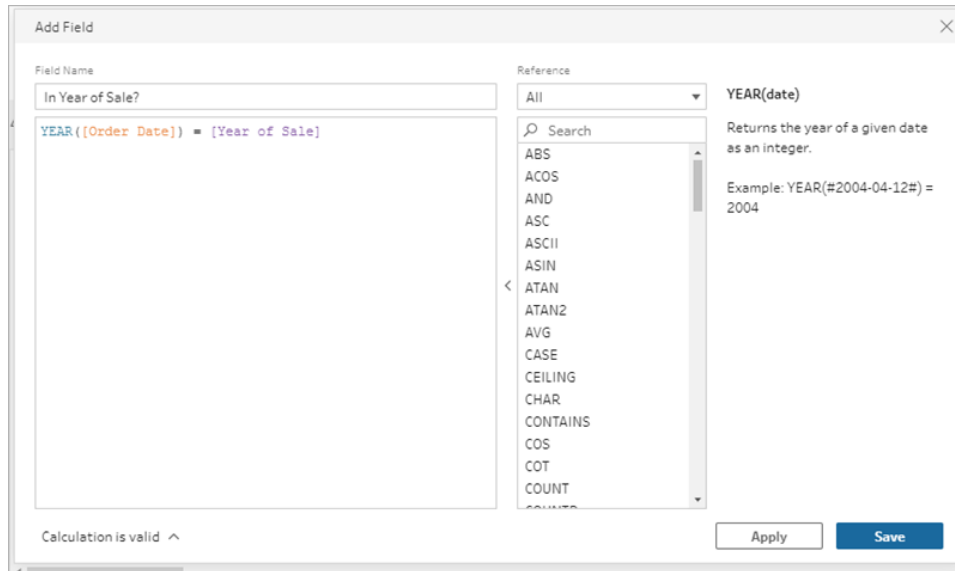 Add Field
Field Name
In Year of Sale?
YEAR([Order Date]) = [Year of Sale]
Reference
All
Search
ABS
ACOS
AND
ASC
ASCII
ASIN
ATAN
ATAN2
AVG
CASE
CEILING
CHAR
CONTAINS
COS
COT
COUNT
YEAR(date)
Returns the year of a given date
as an integer.
Example: YEAR(#2004-04-12#) =
2004
Calculation is valid
Apply
Save